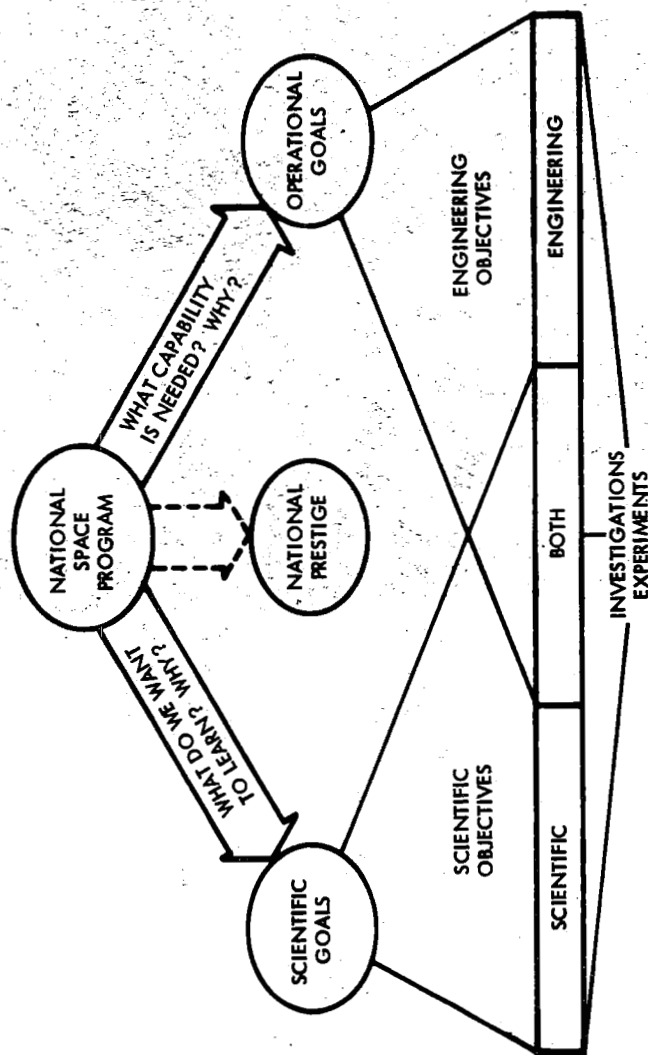 NATIONAL
SPACE
PROGRAM
WHAT DO WE WANT
TO LEARN? WHY?
WHAT CAPABILITY
IS NEEDED? WHY?
SCIENTIFIC
GOALS
NATIONAL
PRESTIGE
OPERATIONAL
GOALS
SCIENTIFIC
OBJECTIVES
ENGINEERING
OBJECTIVES
SCIENTIFIC
BOTH
ENGINEERING
INVESTIGATIONS
EXPERIMENTS